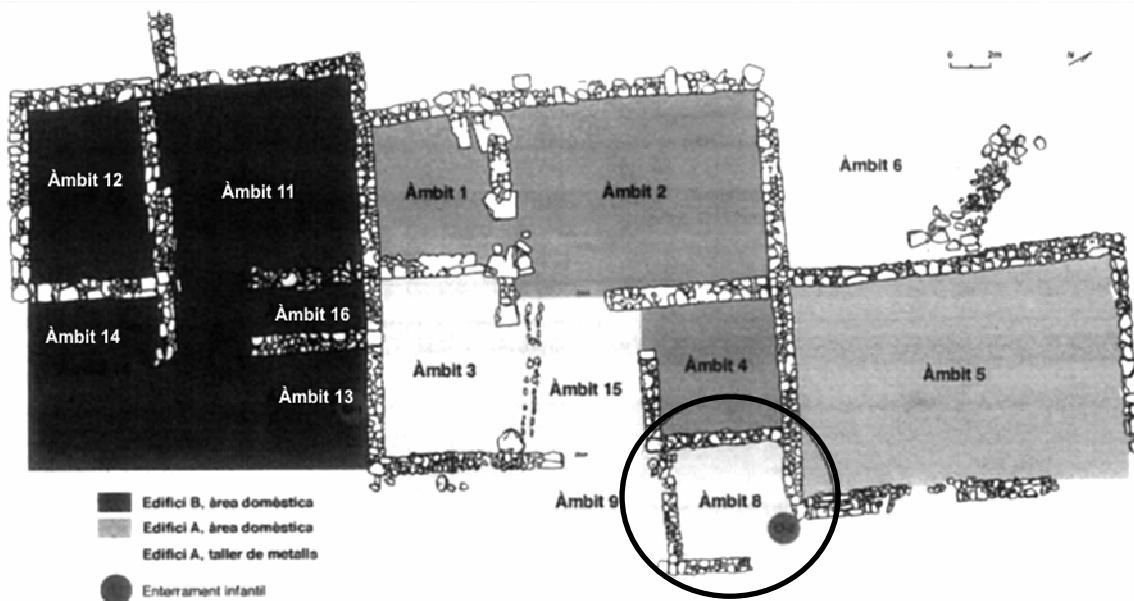 0 2m
N
Àmbit 6
Àmbit 12
Àmbit 11
Àmbit 1
Àmbit 2
Àmbit 16
Àmbit 14
Àmbit 3
Àmbit 4
Àmbit 5
Àmbit 15
Àmbit 13
Àmbit 9
Àmbit 8
Edifici B, àrea domèstica
Edifici A, àrea domèstica
Edifici A, taller de metalls
Enterrament infantil